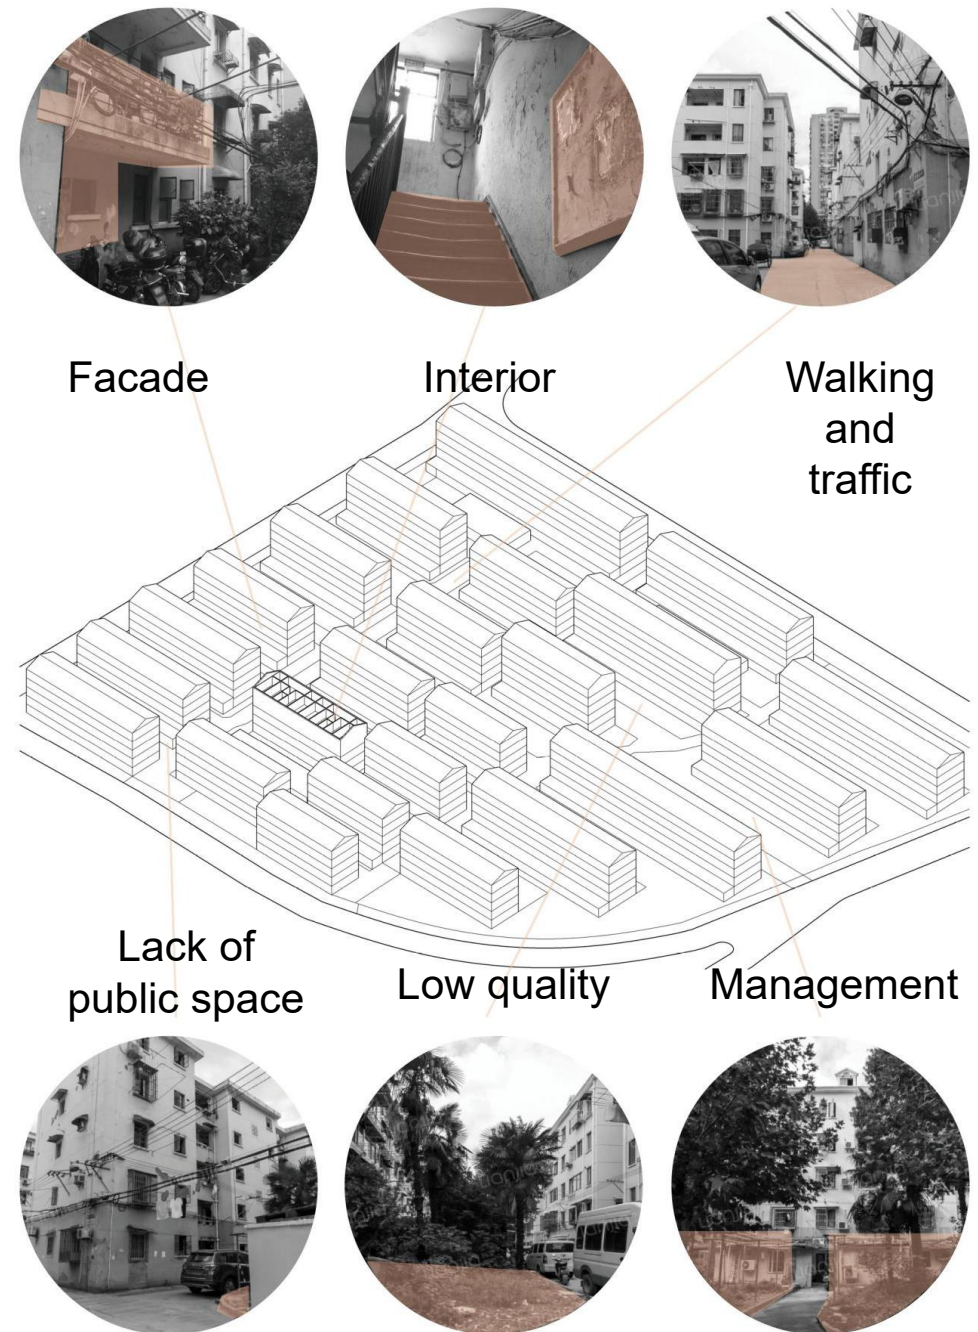 Facade
Interior
Walking
and
traffic
Lack of
public space
Low quality
Management